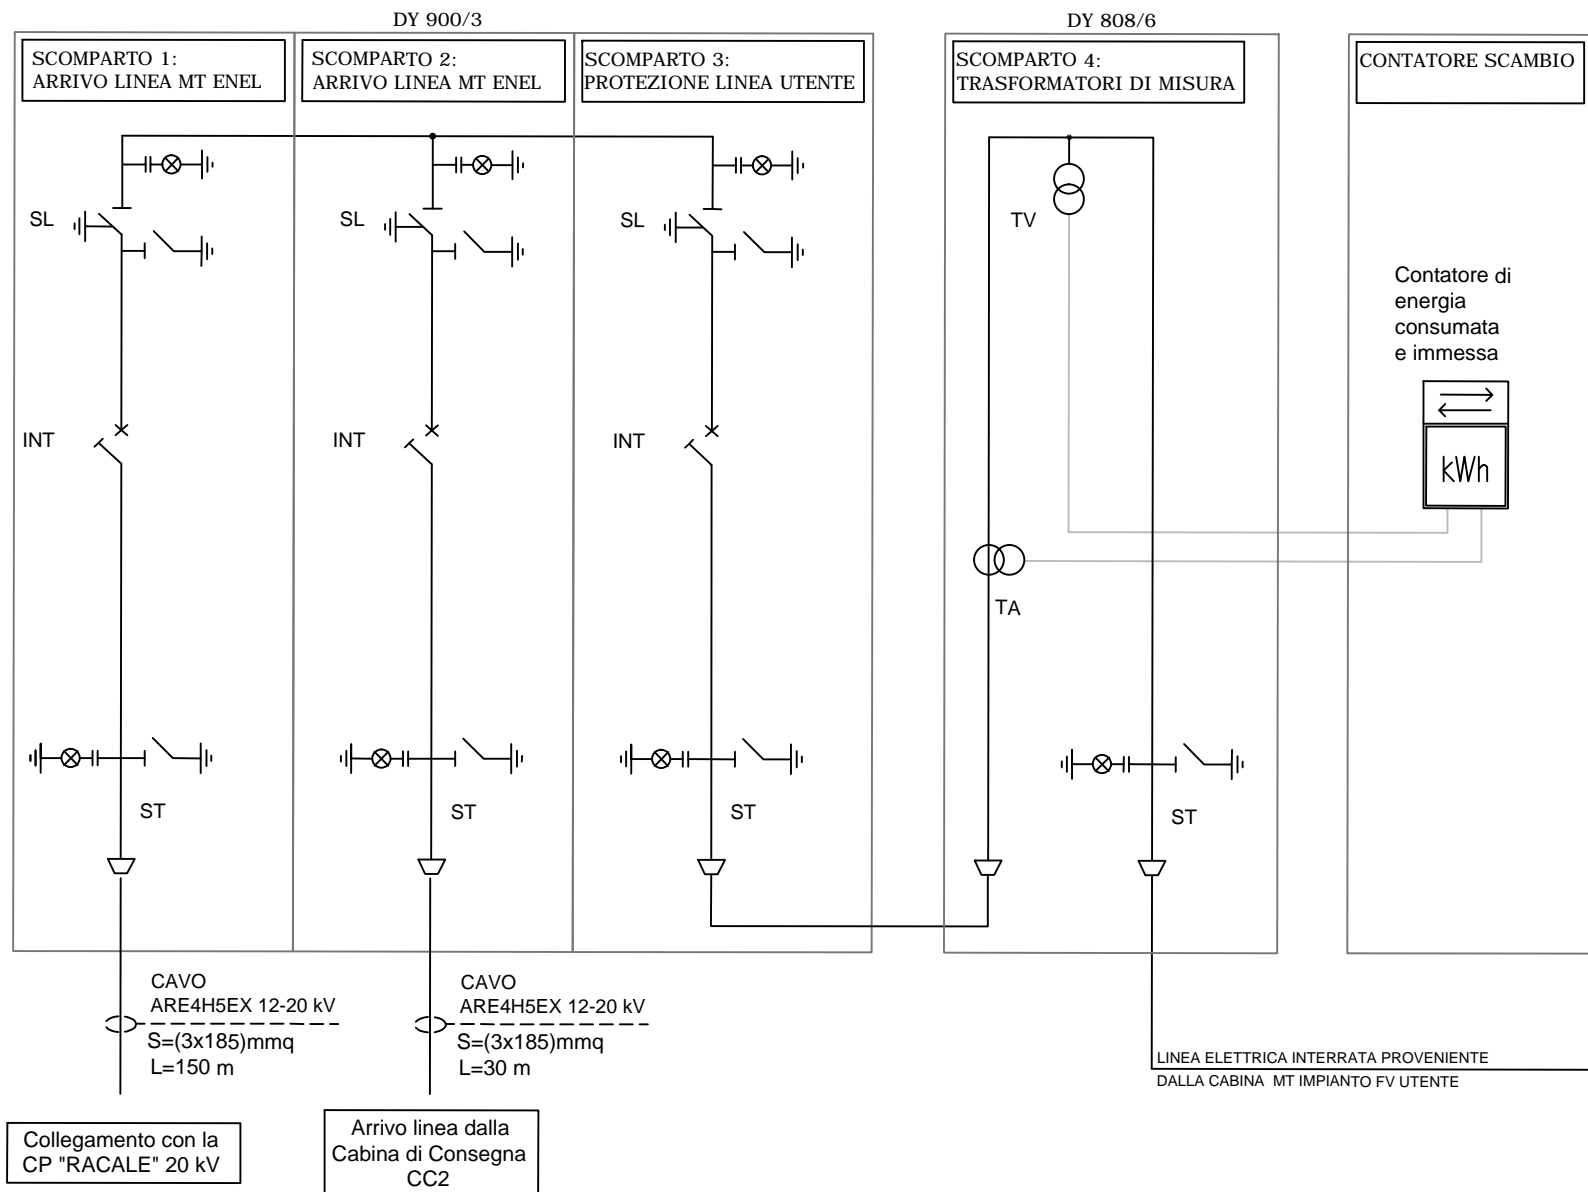 DY 900/3
DY 808/6
SCOMPARTO 1:
ARRIVO LINEA MT ENEL
SCOMPARTO 2:
ARRIVO LINEA MT ENEL
SCOMPARTO 3:
PROTEZIONE LINEA UTENTE
SCOMPARTO 4:
TRASFORMATORI DI MISURA
CONTATORE SCAMBIO
SL
SL
SL
TV
Contatore di
energia
consumata
e immessa
kWh
INT
INT
INT
TA
ST
ST
ST
ST
CAVO
ARE4H5EX 12-20 kV
S=(3x185)mmq
L=150 m
CAVO
ARE4H5EX 12-20 kV
S=(3x185)mmq
L=30 m
LINEA ELETTRICA INTERRATA PROVENIENTE
DALLA CABINA MT IMPIANTO FV UTENTE
Collegamento con la
CP "RACALE" 20 kV
Arrivo linea dalla
Cabina di Consegna
CC2